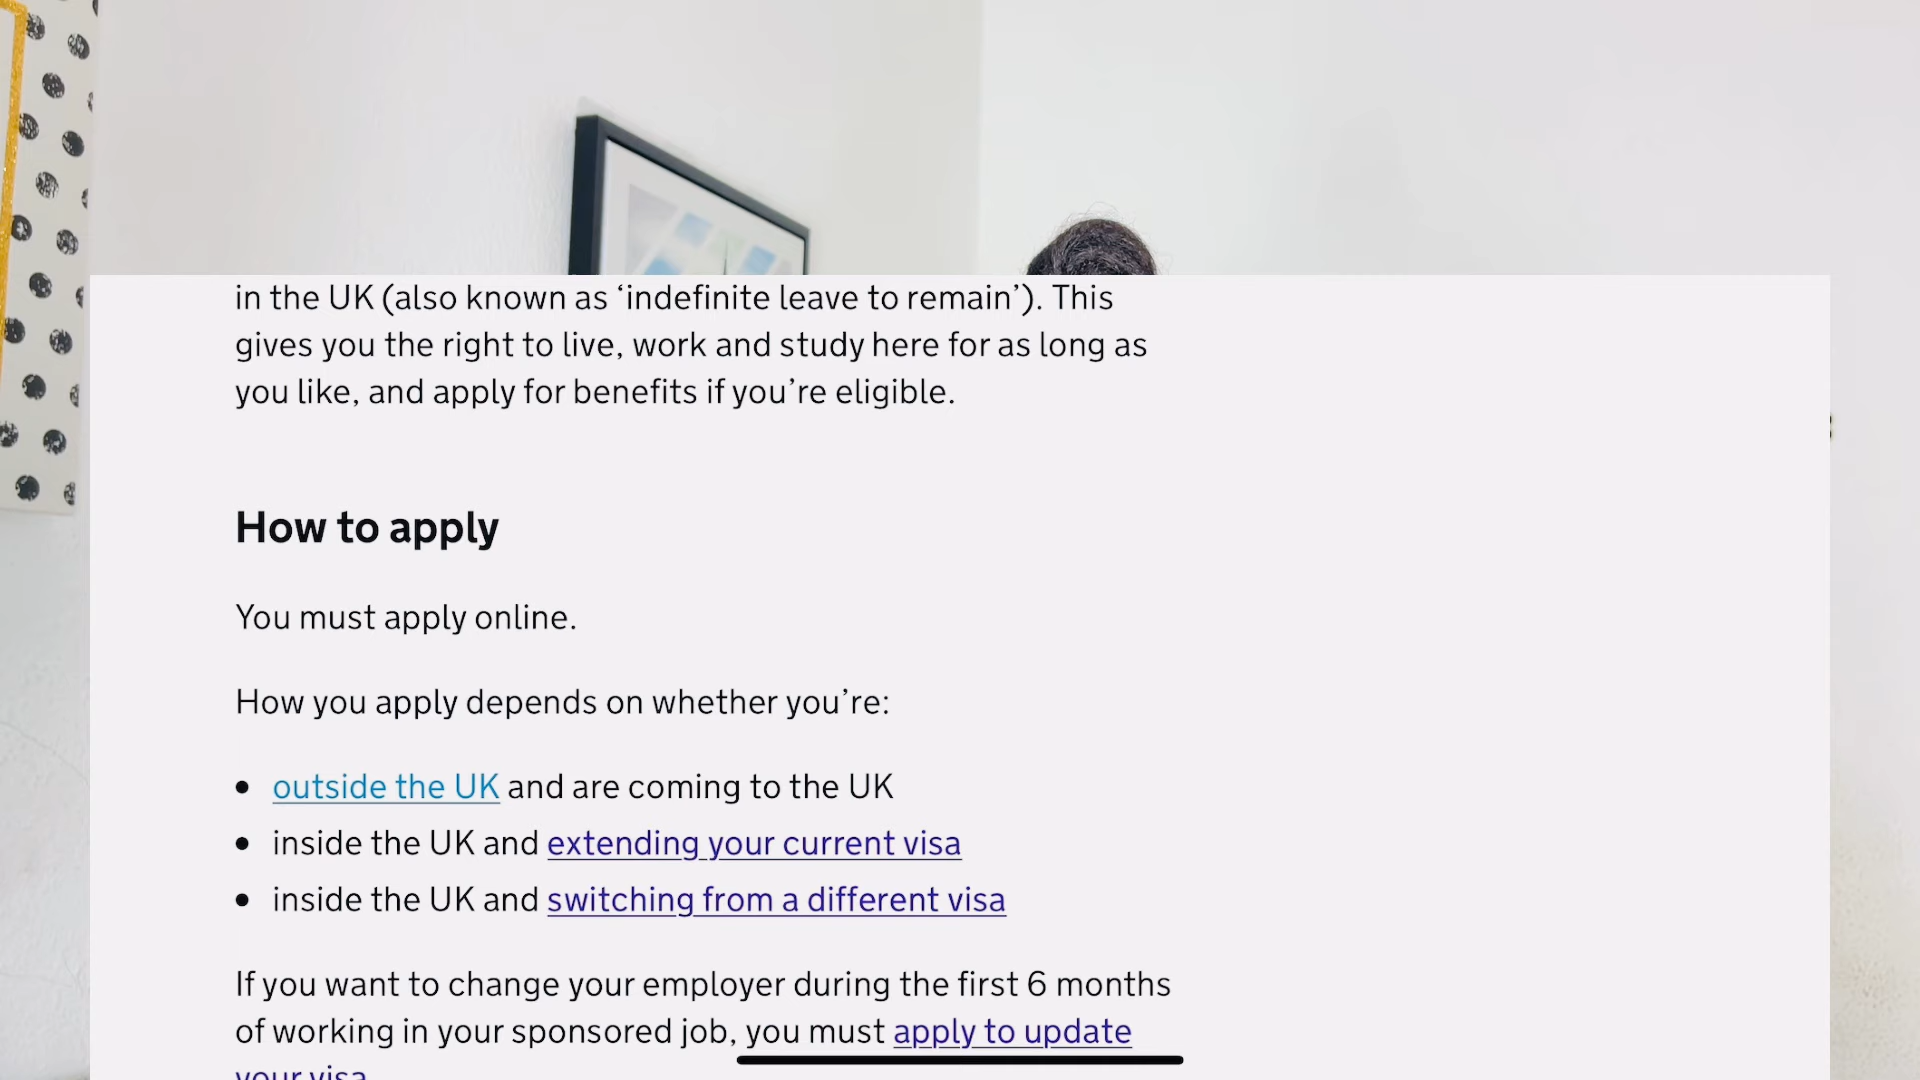 in the UK (also known as ‘indefinite leave to remain’). This
gives you the right to live, work and study here for as long as
you like, and apply for benefits if you’re eligible.
How to apply
You must apply online.
How you apply depends on whether you’re:
• outside the UK and are coming to the UK
• inside the UK and extending your current visa
• inside the UK and switching from a different visa
If you want to change your employer during the first 6 months
of working in your sponsored job, you must apply to update
your visa